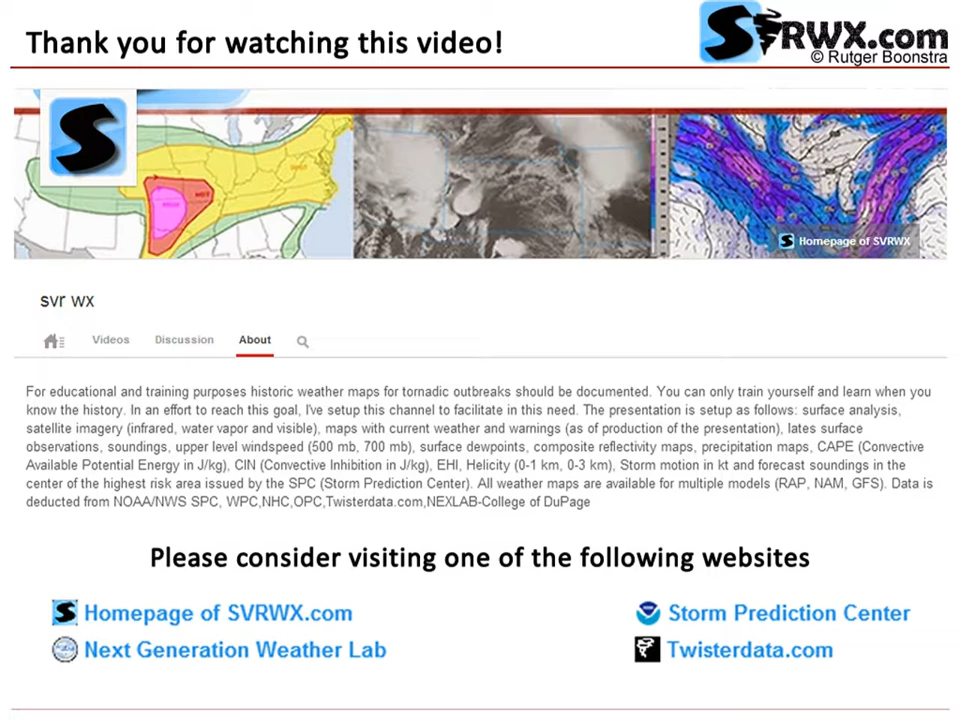 Thank you for watching this video!
SRWX.com
© Rutger Boonstra
Homepage of SVRWX
svr wx
Videos Discussion About
For educational and training purposes historic weather maps for tornadic outbreaks should be documented. You can only train yourself and learn when you
know the history. In an effort to reach this goal, I've setup this channel to facilitate in this need. The presentation is setup as follows: surface analysis,
satellite imagery (infrared, water vapor and visible), maps with current weather and warnings (as of production of the presentation), lates surface
observations, soundings, upper level windspeed (500 mb, 700 mb), surface dewpoints, composite reflectivity maps, precipitation maps, CAPE (Convective
Available Potential Energy in J/kg), CIN (Convective Inhibition in J/kg), EHI, Helicity (0-1 km, 0-3 km), Storm motion in kt and forecast soundings in the
center of the highest risk area issued by the SPC (Storm Prediction Center). All weather maps are available for multiple models (RAP, NAM, GFS). Data is
deducted from NOAA/NWS SPC, WPC,NHC,OPC,Twisterdata.com,NEXLAB-College of DuPage
Please consider visiting one of the following websites
Homepage of SVRWX.com
Storm Prediction Center
Next Generation Weather Lab
Twisterdata.com